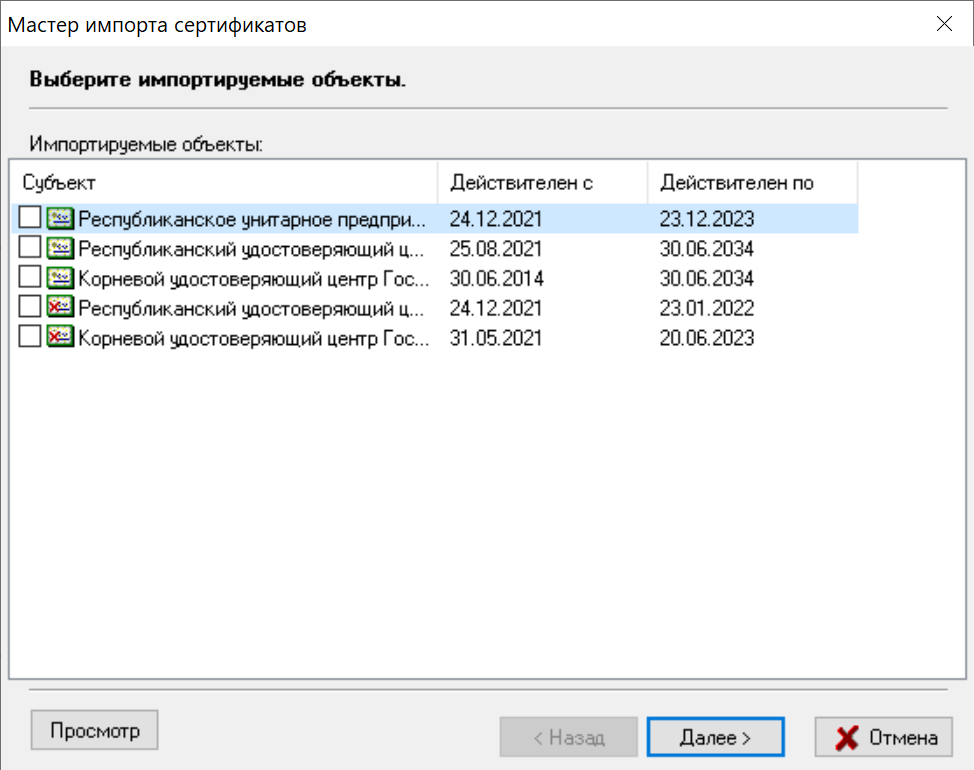 Мастер импорта сертификатов
Выберите импортируемые объекты.
Импортируемые объекты:
Субъект Действителен с Действителен по
Республиканское унитарное предпри... 24.12.2021 23.12.2023
Республиканский удостоверяющий ц... 25.08.2021 30.06.2034
Корневой удостоверяющий центр Гос... 30.06.2014 30.06.2034
Республиканский удостоверяющий ц... 24.12.2021 23.01.2022
Корневой удостоверяющий центр Гос... 31.05.2021 20.06.2023
Просмотр < Назад Далее > Отмена